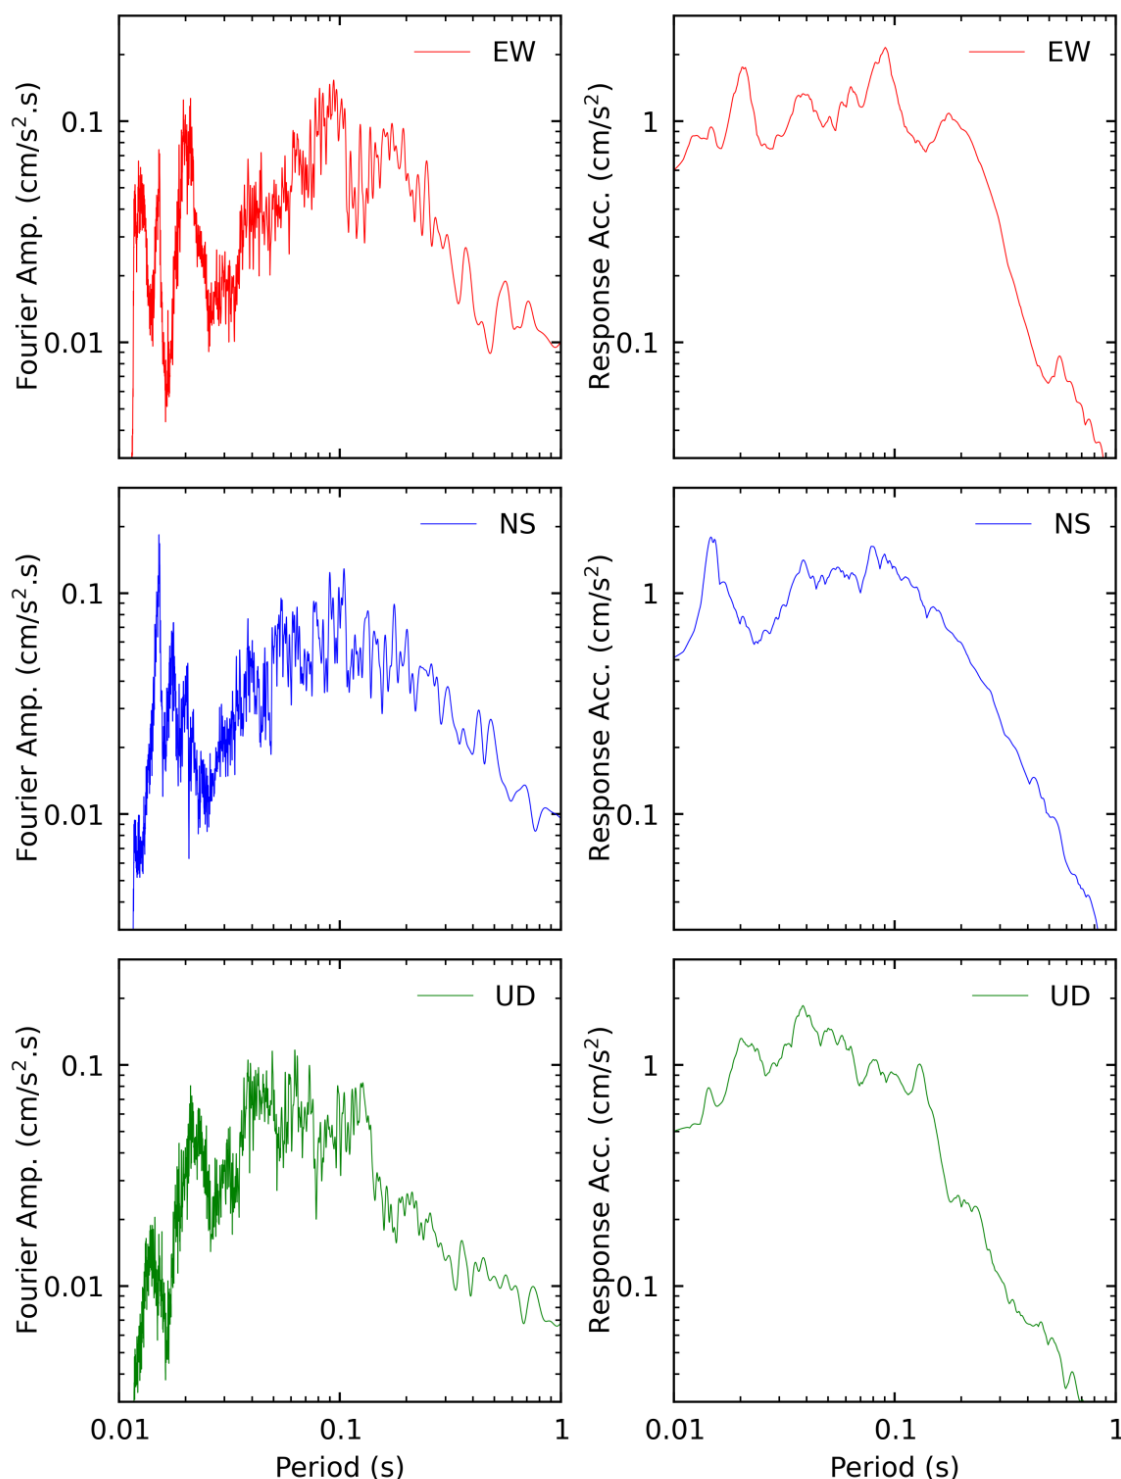 EW
0.1
0.01
Fourier Amp. (cm/s².s)
EW
1
0.1
Response Acc. (cm/s²)
NS
0.1
0.01
Fourier Amp. (cm/s².s)
NS
1
0.1
Response Acc. (cm/s²)
UD
0.1
0.01
Fourier Amp. (cm/s².s)
0.01 0.1 1
Period (s)
UD
1
0.1
Response Acc. (cm/s²)
0.01 0.1 1
Period (s)